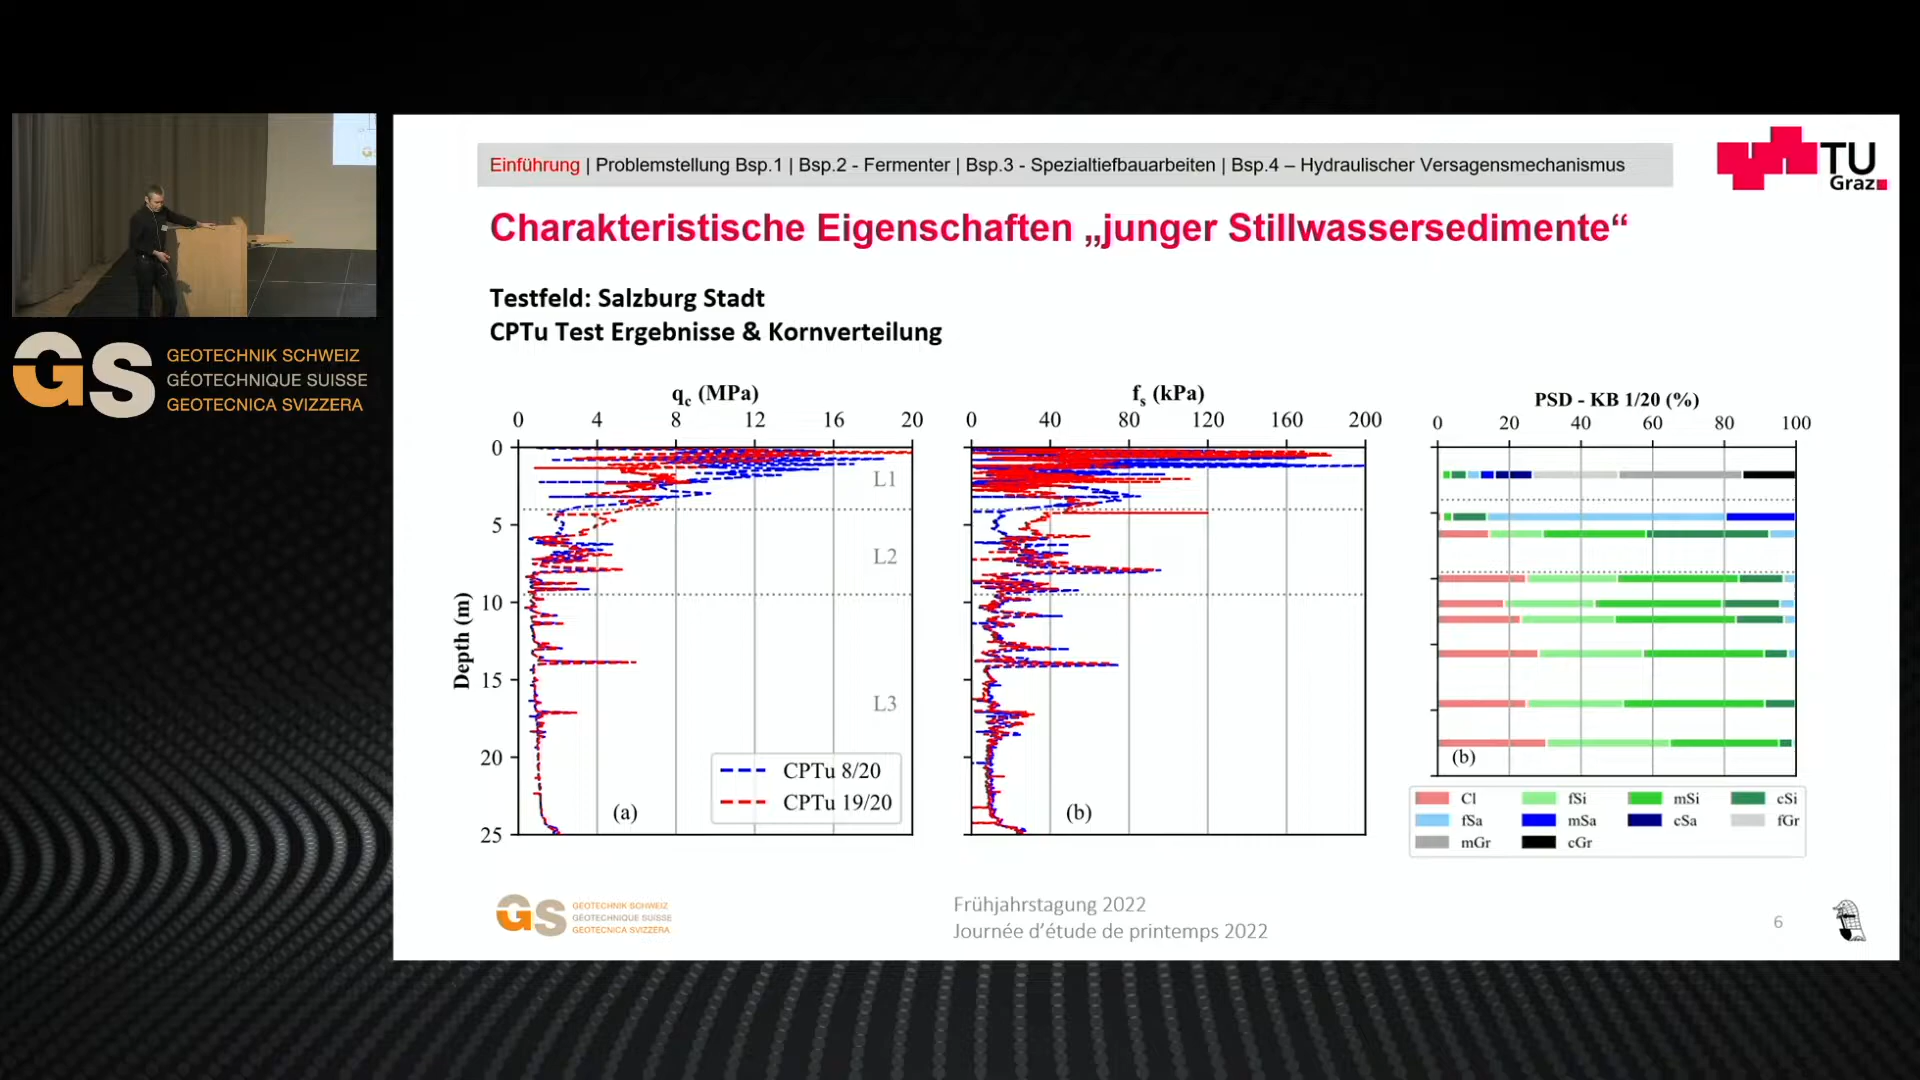 GEOTECHNIK SCHWEIZ
GÉOTECHNIQUE SUISSE
GEOTECNICA SVIZZERA
GS
Einführung | Problemstellung Bsp.1 | Bsp.2 - Fermenter | Bsp.3 - Spezialtiefbauarbeiten | Bsp.4 – Hydraulischer Versagensmechanismus
TU
Graz
Charakteristische Eigenschaften „junger Stillwassersedimente“
Testfeld: Salzburg Stadt
CPTu Test Ergebnisse & Kornverteilung
qc (MPa)
0 4 8 12 16 20
Depth (m)
0
5
10
15
20
25
L1
L2
L3
CPTu 8/20
CPTu 19/20
(a)
fs (kPa)
0 40 80 120 160 200
(b)
PSD - KB 1/20 (%)
0 20 40 60 80 100
(b)
Cl fSi mSi cSi
fSa mSa cSa fGr
mGr cGr
GS
GEOTECHNIK SCHWEIZ
GÉOTECHNIQUE SUISSE
GEOTECNICA SVIZZERA
Frühjahrstagung 2022
Journée d’étude de printemps 2022
6